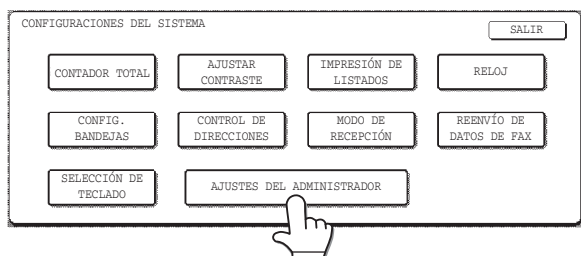 CONFIGURACIONES DEL SISTEMA
SALIR
CONTADOR TOTAL
AJUSTAR
CONTRASTE
IMPRESIÓN DE
LISTADOS
RELOJ
CONFIG.
BANDEJAS
CONTROL DE
DIRECCIONES
MODO DE
RECEPCIÓN
REENVÍO DE
DATOS DE FAX
SELECCIÓN DE
TECLADO
AJUSTES DEL ADMINISTRADOR